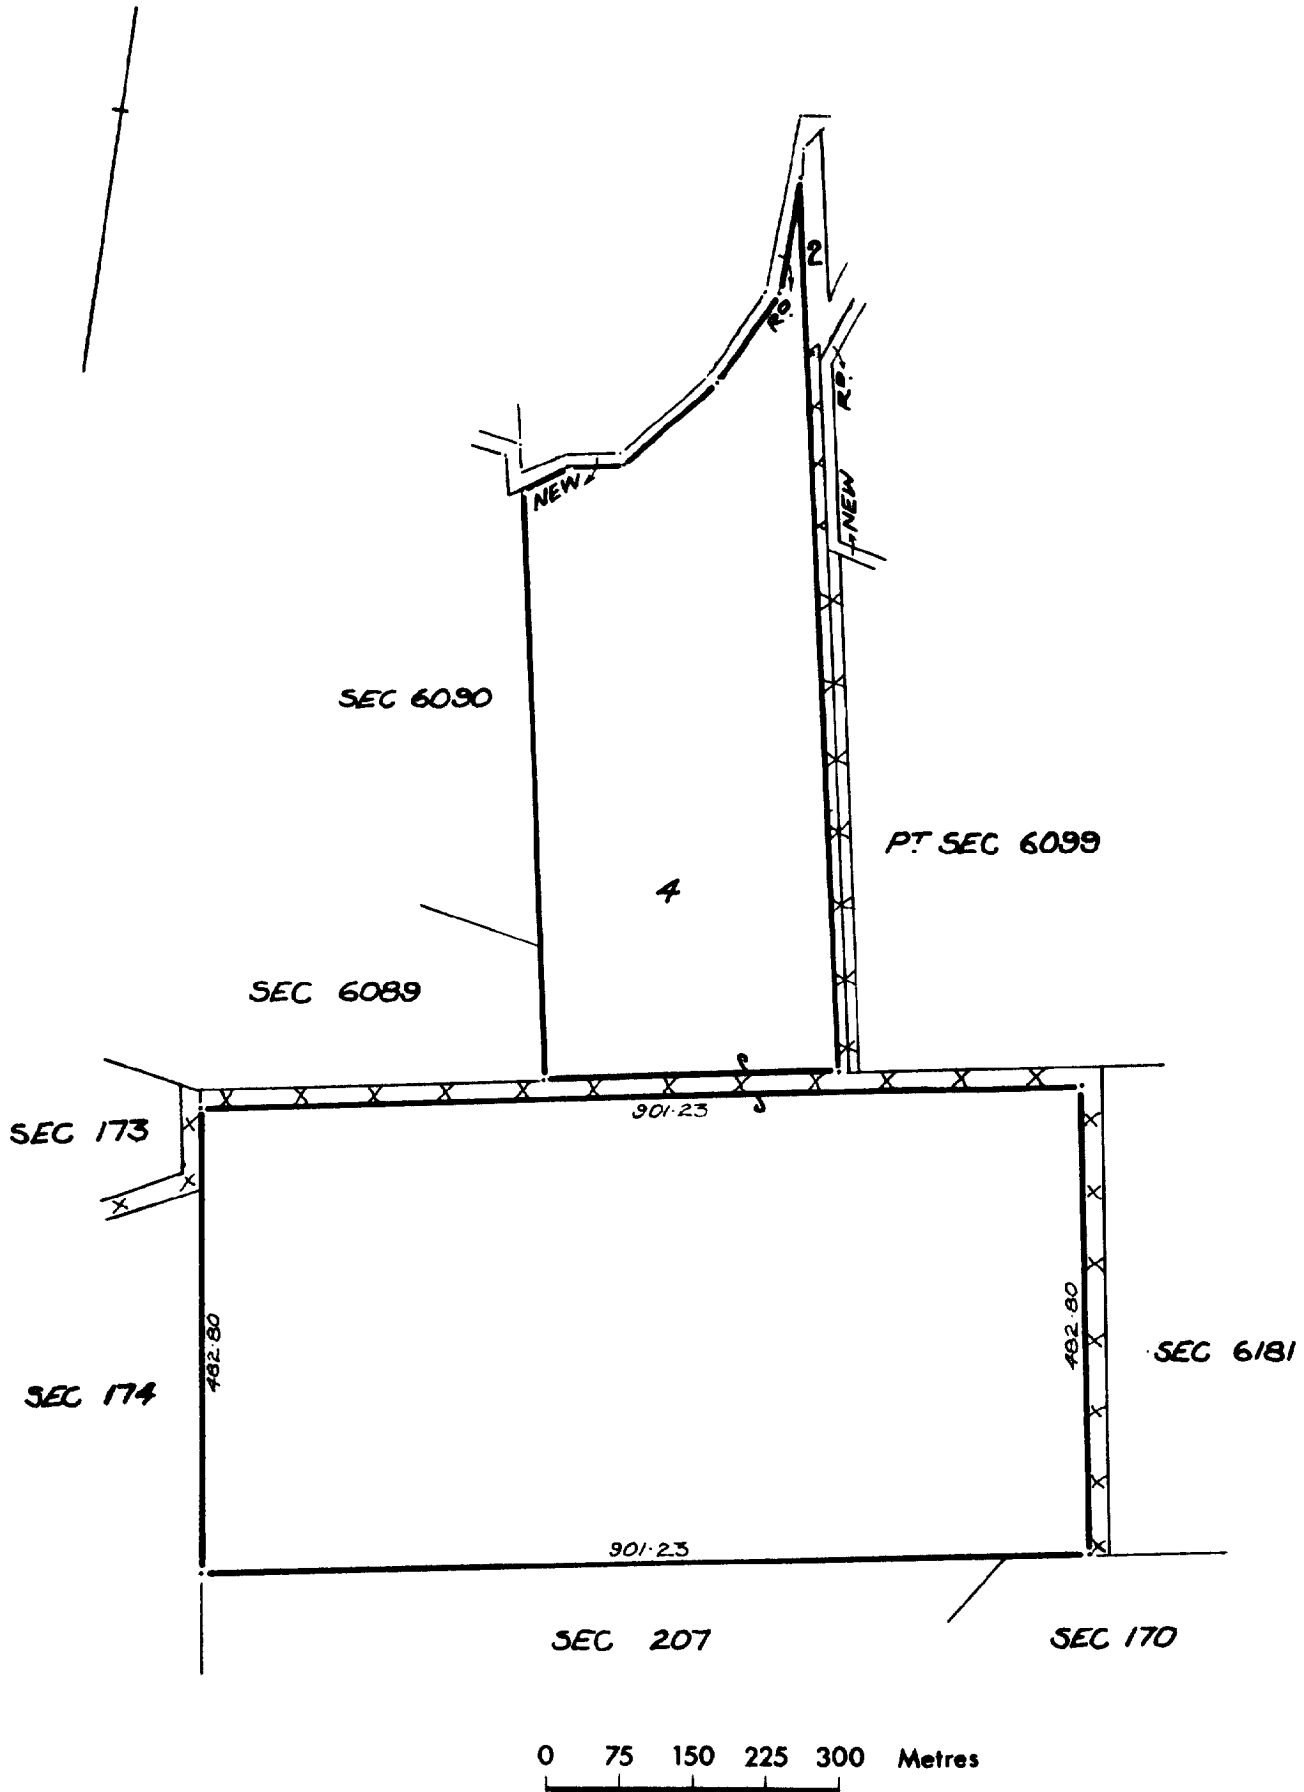 2
RD.
RD.
NEW
NEW
SEC 6090
PT SEC 6099
4
SEC 6089
901·23
SEC 173
482·80
482·80
SEC 6181
SEC 174
901·23
SEC 207
SEC 170
0 75 150 225 300 Metres